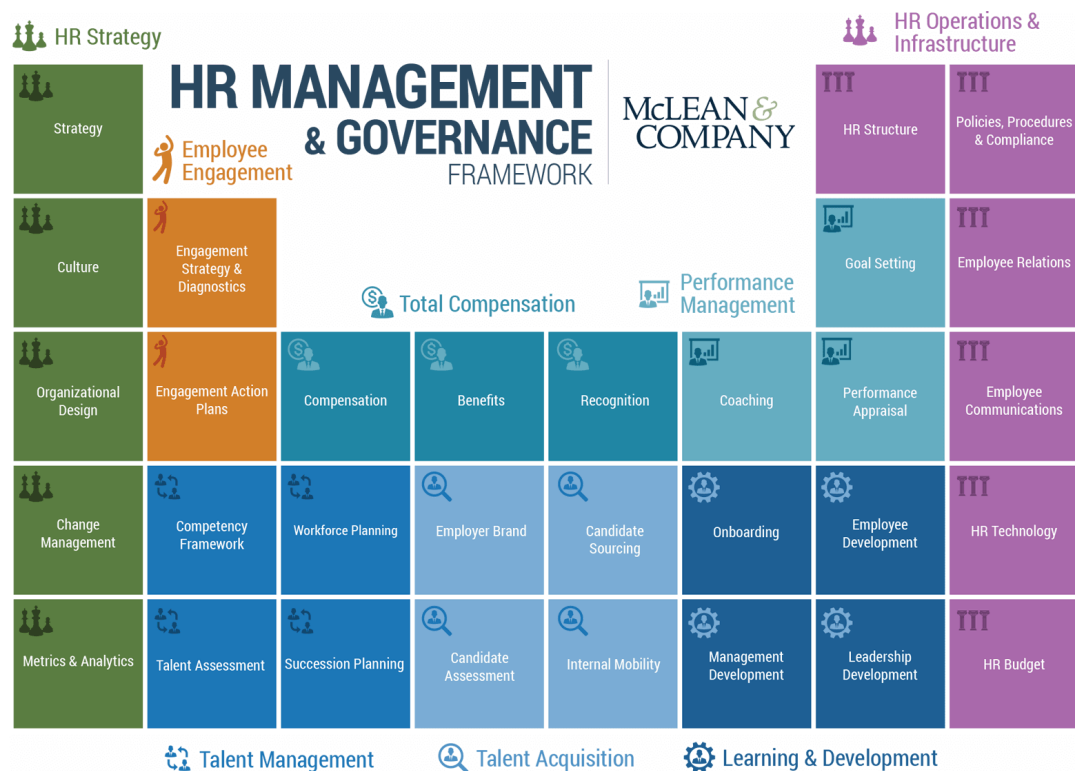 HR Strategy
HR Operations &
Infrastructure
HR MANAGEMENT
& GOVERNANCE
FRAMEWORK
McLEAN &
COMPANY
Strategy
Employee
Engagement
HR Structure
Policies, Procedures
& Compliance
Culture
Engagement
Strategy &
Diagnostics
Total Compensation
Performance
Management
Goal Setting
Employee Relations
Organizational
Design
Engagement Action
Plans
Compensation
Benefits
Recognition
Coaching
Performance
Appraisal
Employee
Communications
Change
Management
Competency
Framework
Workforce Planning
Employer Brand
Candidate
Sourcing
Onboarding
Employee
Development
HR Technology
Metrics & Analytics
Talent Assessment
Succession Planning
Candidate
Assessment
Internal Mobility
Management
Development
Leadership
Development
HR Budget
Talent Management
Talent Acquisition
Learning & Development